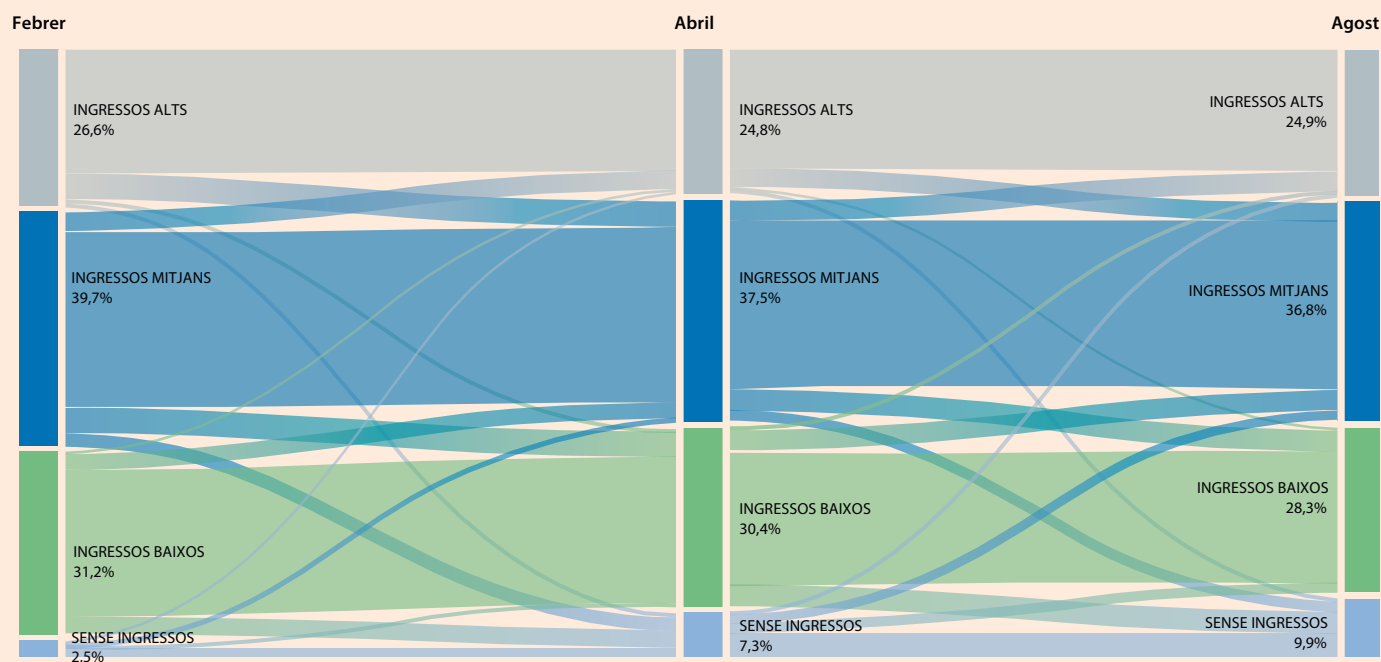 Febrer
Abril
Agost
INGRESSOS ALTS
26,6%
INGRESSOS ALTS
24,8%
INGRESSOS ALTS
24,9%
INGRESSOS MITJANS
39,7%
INGRESSOS MITJANS
37,5%
INGRESSOS MITJANS
36,8%
INGRESSOS BAIXOS
31,2%
INGRESSOS BAIXOS
30,4%
INGRESSOS BAIXOS
28,3%
SENSE INGRESSOS
2,5%
SENSE INGRESSOS
7,3%
SENSE INGRESSOS
9,9%